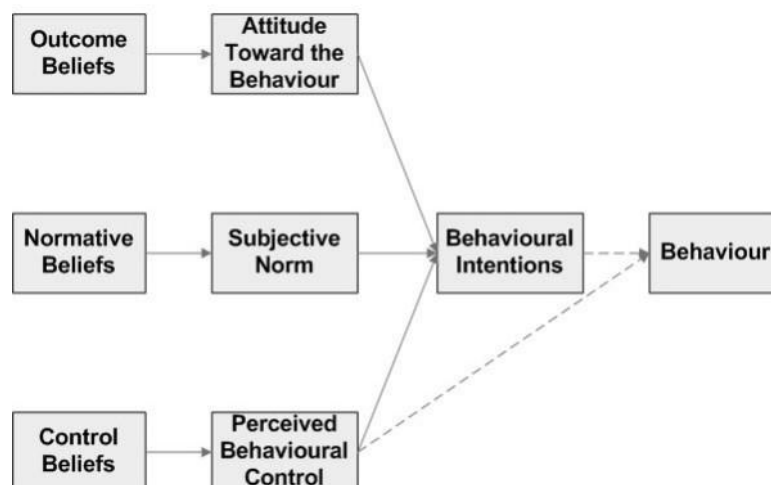 Outcome
Beliefs
Attitude
Toward the
Behaviour
Normative
Beliefs
Subjective
Norm
Behavioural
Intentions
Behaviour
Control
Beliefs
Perceived
Behavioural
Control